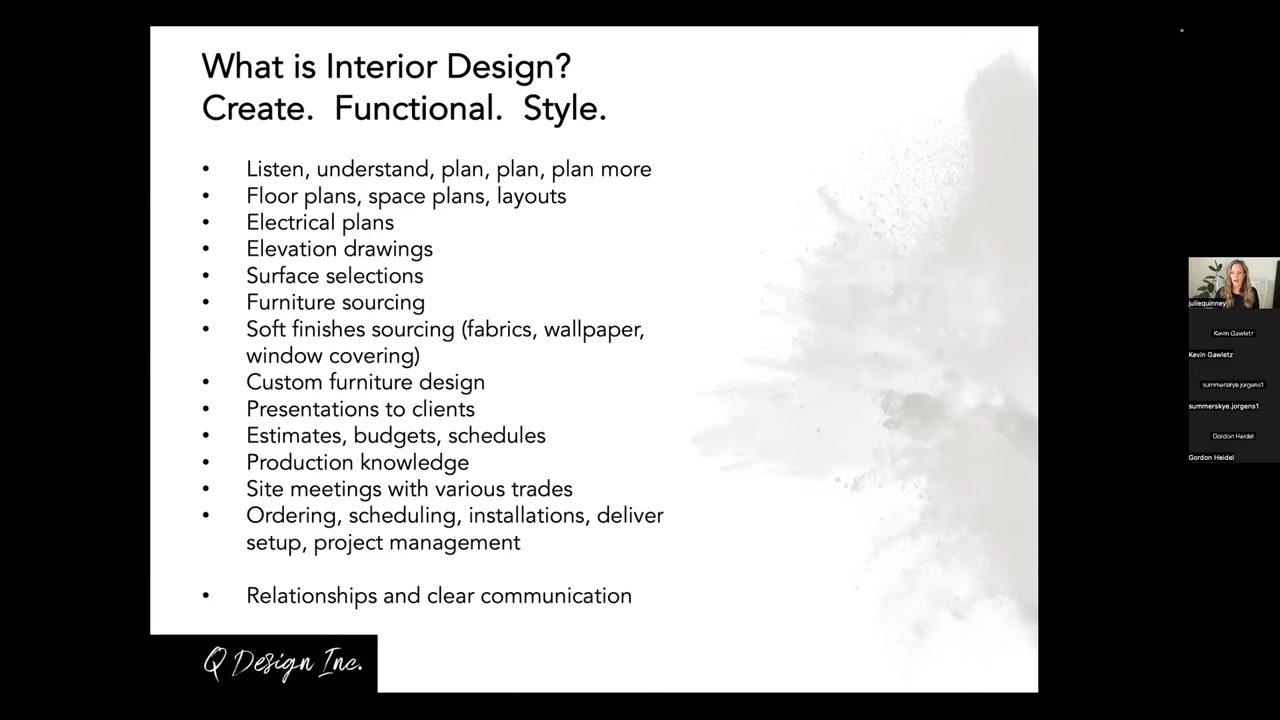 What is Interior Design?
Create. Functional. Style.
• Listen, understand, plan, plan, plan more
• Floor plans, space plans, layouts
• Electrical plans
• Elevation drawings
• Surface selections
• Furniture sourcing
• Soft finishes sourcing (fabrics, wallpaper,
window covering)
• Custom furniture design
• Presentations to clients
• Estimates, budgets, schedules
• Production knowledge
• Site meetings with various trades
• Ordering, scheduling, installations, deliver
setup, project management
• Relationships and clear communication
Q Design Inc.
juliequinney
Kevin Gawletz
Kevin Gawletz
summerskye.jorgens1
summerskye.jorgens1
Gordon Heidel
Gordon Heidel